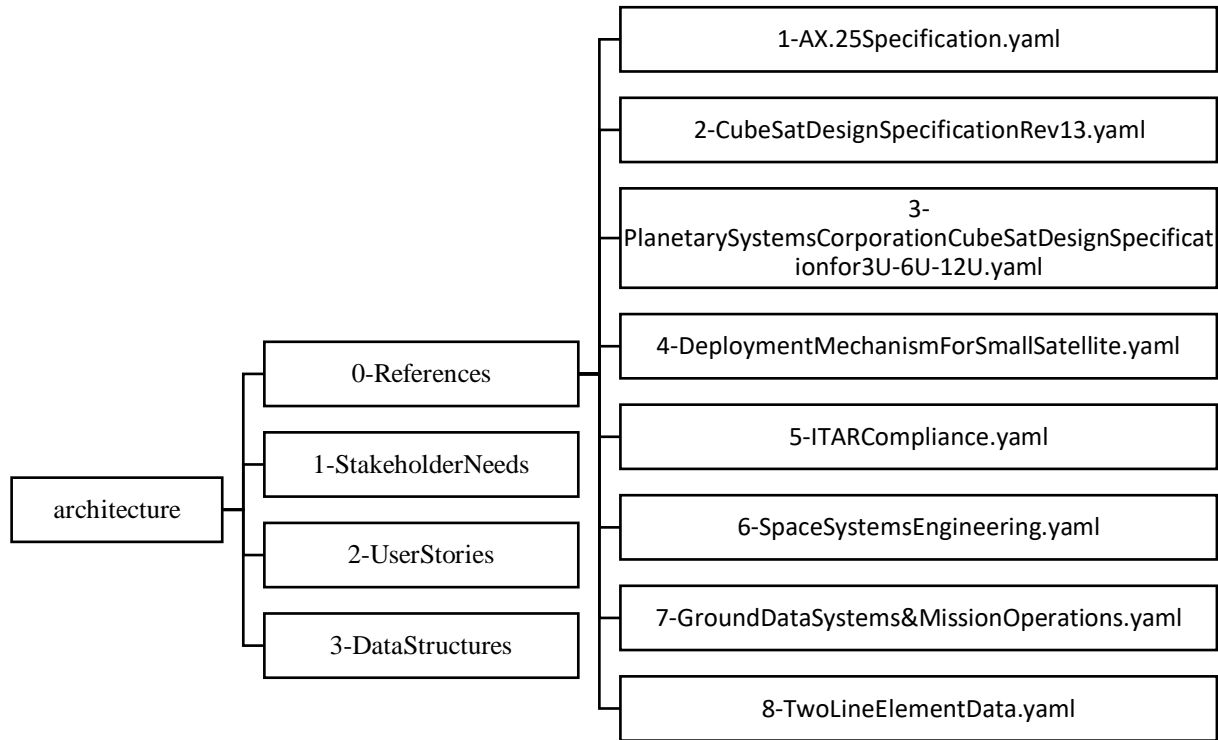 architecture
0-References
1-StakeholderNeeds
2-UserStories
3-DataStructures
1-AX.25Specification.yaml
2-CubeSatDesignSpecificationRev13.yaml
3-
PlanetarySystemsCorporationCubeSatDesignSpecificat
ionfor3U-6U-12U.yaml
4-DeploymentMechanismForSmallSatellite.yaml
5-ITARCompliance.yaml
6-SpaceSystemsEngineering.yaml
7-GroundDataSystems&MissionOperations.yaml
8-TwoLineElementData.yaml